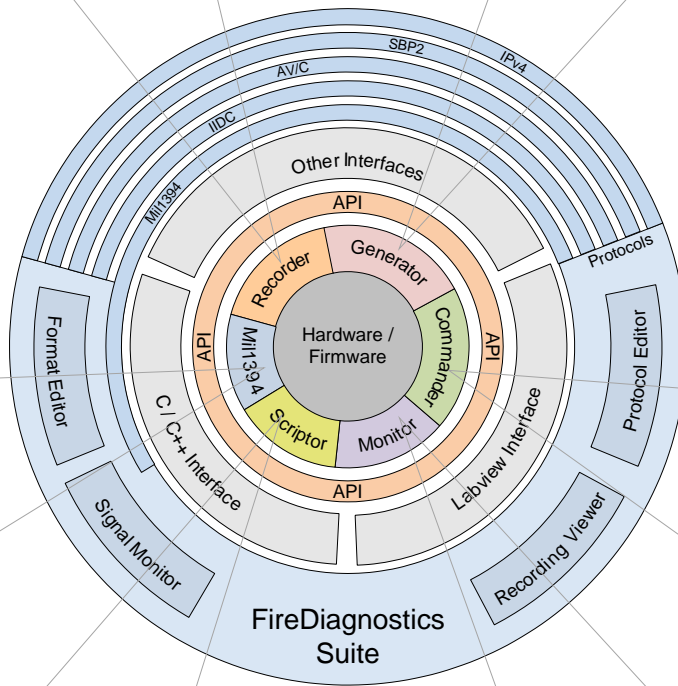 SBP2
IPv4
AV/C
IIDC
Mil1394
Other Interfaces
Protocols
API
Generator
Recorder
Hardware /
Firmware
Mil1394
Commander
API
API
Scriptor
Monitor
API
Format Editor
Protocol Editor
C / C++ Interface
Labview Interface
Signal Monitor
Recording Viewer
FireDiagnostics
Suite